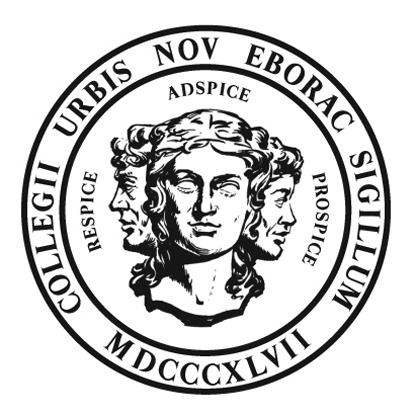 COLLEGII URBIS NOV EBORAC SIGILLUM
RESPICE
ADSPICE
PROSPICE
MDCCCXLVII